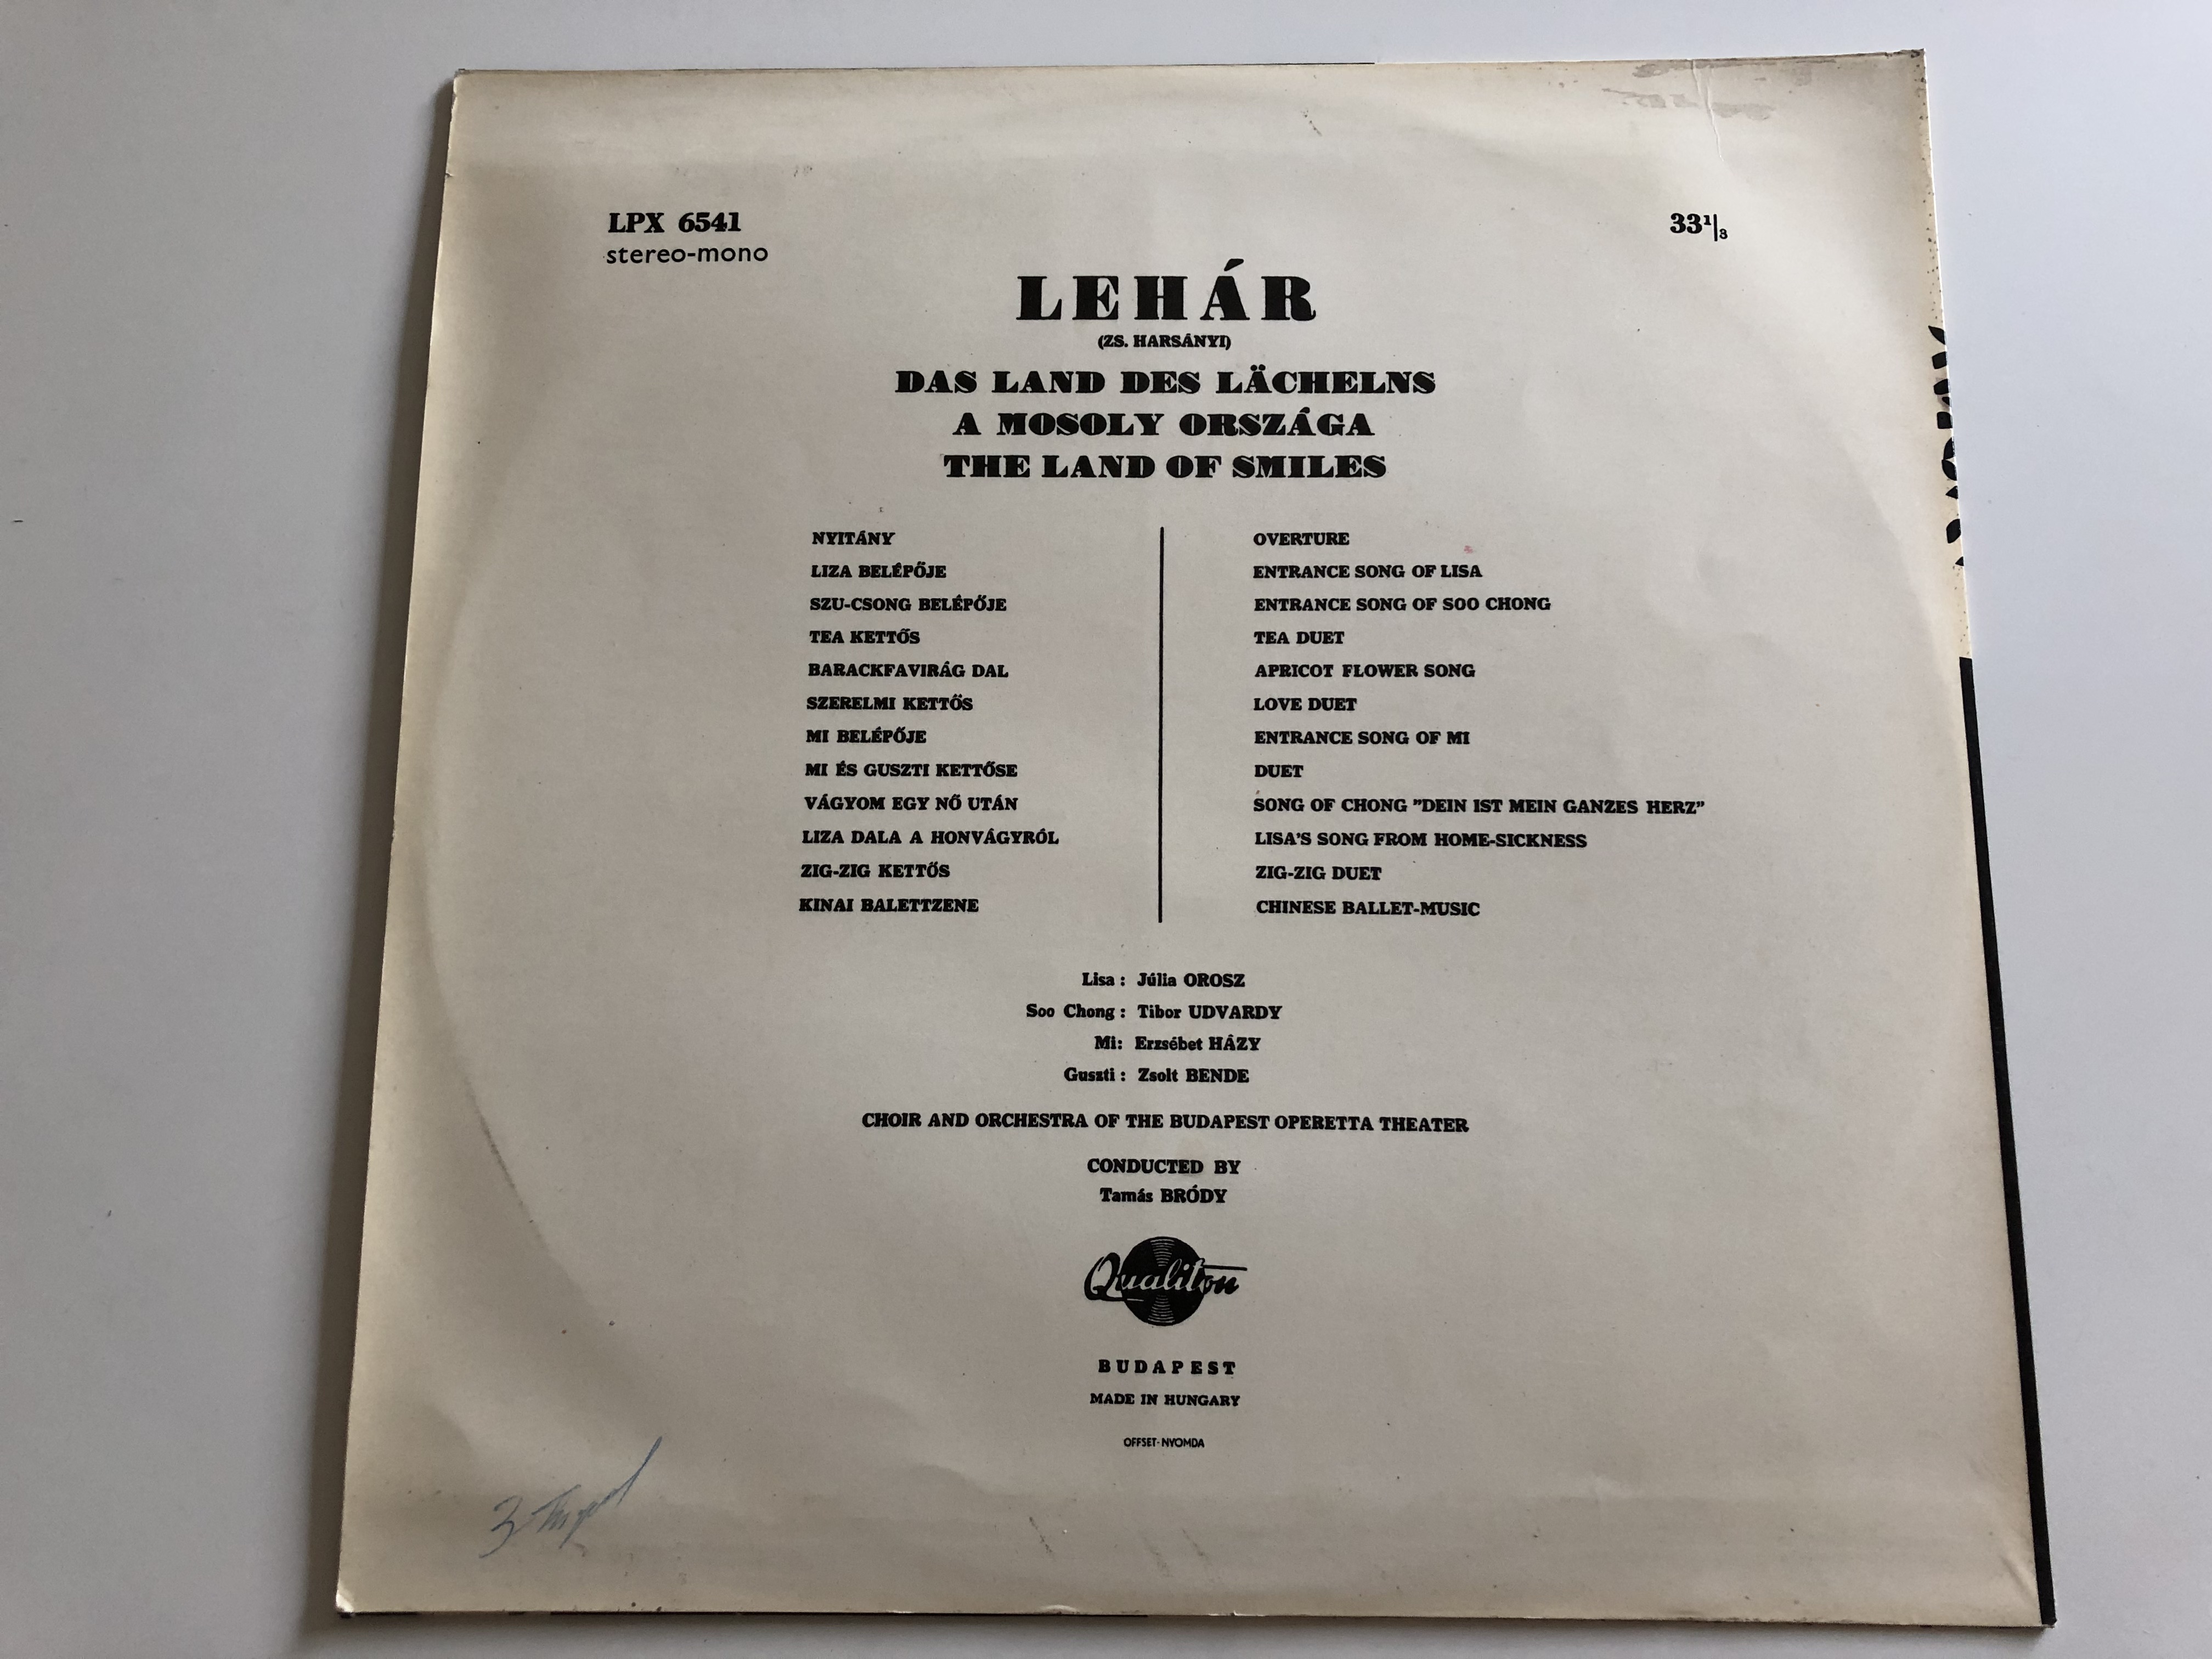 LPX 6541
33 1/3
stereo-mono
LEHÁR
(ZS. HARSÁNYI)
DAS LAND DES LÄCHELNS
A MOSOLY ORSZÁGA
THE LAND OF SMILES
NYITÁNY
LIZA BELÉPŐJE
SZU-CSONG BELÉPŐJE
TEA KETTŐS
BARACKFAVIRÁG DAL
SZERELMI KETTŐS
MI BELÉPŐJE
MI ÉS GUSZTI KETTŐSE
VÁGYOM EGY NŐ UTÁN
LIZA DALA A HONVÁGYRÓL
ZIG-ZIG KETTŐS
KINAI BALETTZENE
OVERTURE
ENTRANCE SONG OF LISA
ENTRANCE SONG OF SOO CHONG
TEA DUET
APRICOT FLOWER SONG
LOVE DUET
ENTRANCE SONG OF MI
DUET
SONG OF CHONG "DEIN IST MEIN GANZES HERZ"
LISA'S SONG FROM HOME-SICKNESS
ZIG-ZIG DUET
CHINESE BALLET-MUSIC
Lisa: Júlia OROSZ
Soo Chong: Tibor UDVARDY
Mi: Erzsébet HÁZY
Guszti: Zsolt BENDE
CHOIR AND ORCHESTRA OF THE BUDAPEST OPERETTA THEATER
CONDUCTED BY
Tamás BRÓDY
Qualiton
BUDAPEST
MADE IN HUNGARY
OFFSET-NYOMDA